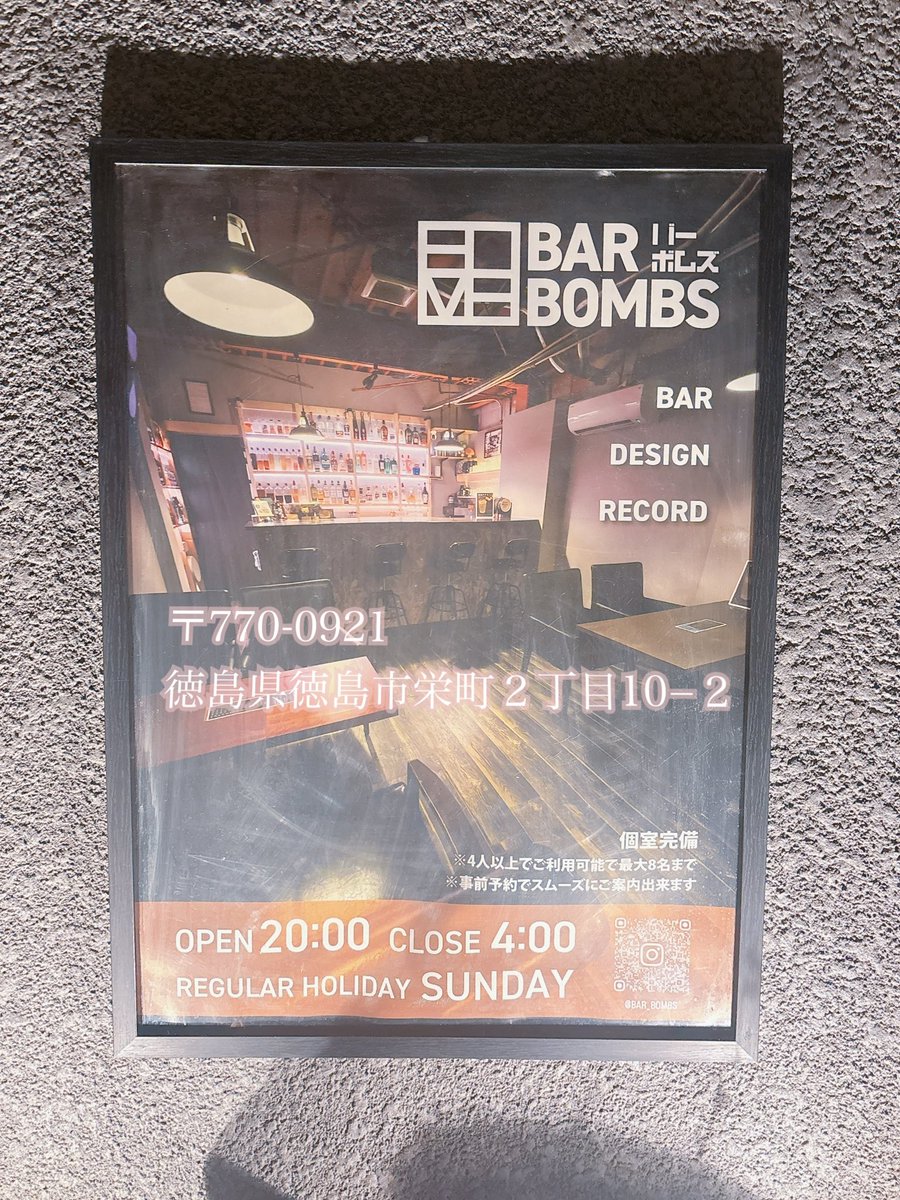 BAR バー
BOMBS ボムス
BAR
DESIGN
RECORD
〒770-0921
徳島県徳島市栄町２丁目10−２
個室完備
※4人以上でご利用可能で最大8名まで
※事前予約でスムーズにご案内出来ます
OPEN 20:00 CLOSE 4:00
REGULAR HOLIDAY SUNDAY
@BAR_BOMBS